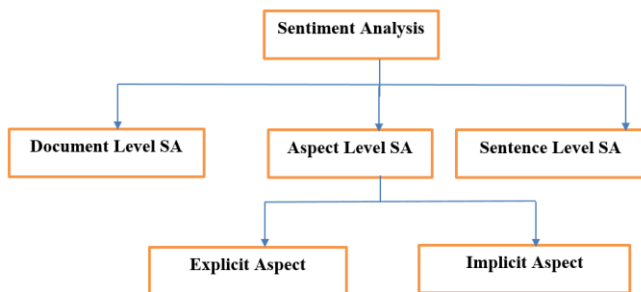 Sentiment Analysis
Document Level SA
Aspect Level SA
Sentence Level SA
Explicit Aspect
Implicit Aspect